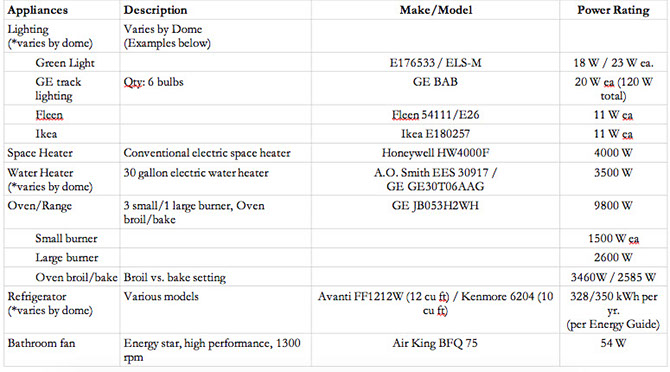 Appliances Description Make/Model Power Rating
Lighting Varies by Dome
(*varies by dome) (Examples below)
Green Light E176533 / ELS-M 18 W / 23 W ea.
GE track Qty: 6 bulbs GE BAB 20 W ea (120 W
lighting total)
Fleen Fleen 54111/E26 11 W ea
Ikea Ikea E180257 11 W ea
Space Heater Conventional electric space heater Honeywell HW4000F 4000 W
Water Heater 30 gallon electric water heater A.O. Smith EES 30917 / 3500 W
(*varies by dome) GE GE30T06AAG
Oven/Range 3 small/1 large burner, Oven GE JB053H2WH 9800 W
broil/bake
Small burner 1500 W ea
Large burner 2600 W
Oven broil/bake Broil vs. bake setting 3460W / 2585 W
Refrigerator Various models Avanti FF1212W (12 cu ft) / Kenmore 6204 (10 328/350 kWh per
(*varies by dome) cu ft) yr.
(per Energy Guide)
Bathroom fan Energy star, high performance, 1300 Air King BFQ 75 54 W
rpm